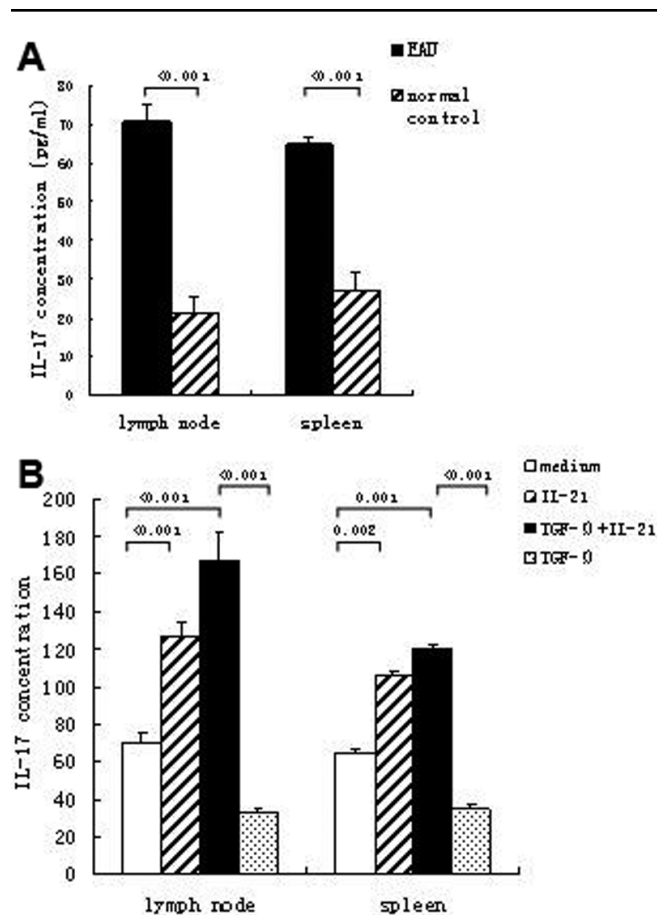 A
EAU
normal
control
<0.001
<0.001
IL-17 concentration (pg/ml)
80
70
60
50
40
30
20
10
0
lymph node
spleen
B
medium
IL-21
TGF-β+IL-21
TGF-β
<0.001
<0.001
<0.001
<0.001
0.001
0.002
IL-17 concentration
200
180
160
140
120
100
80
60
40
20
0
lymph node
spleen